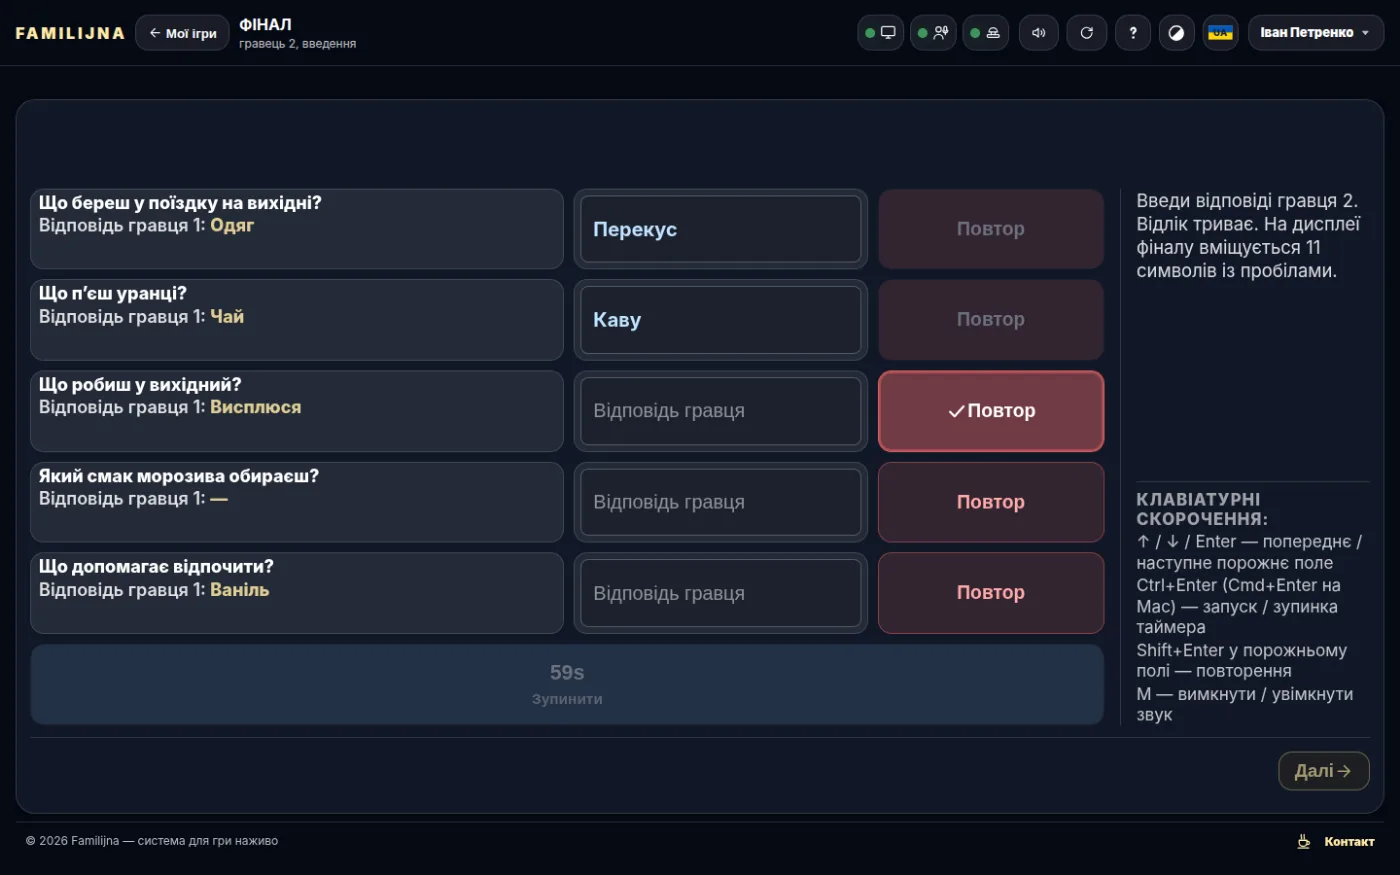 FAMILIJNA
← Мої ігри
ФІНАЛ
гравець 2, введення
?
UA
Іван Петренко
Що береш у поїздку на вихідні?
Відповідь гравця 1: Одяг
Перекус
Повтор
Що п’єш уранці?
Відповідь гравця 1: Чай
Каву
Повтор
Що робиш у вихідний?
Відповідь гравця 1: Висплюся
Відповідь гравця
✓Повтор
Який смак морозива обираєш?
Відповідь гравця 1: —
Відповідь гравця
Повтор
Що допомагає відпочити?
Відповідь гравця 1: Ваніль
Відповідь гравця
Повтор
59s
Зупинити
Введи відповіді гравця 2.
Відлік триває. На дисплеї
фіналу вміщується 11
символів із пробілами.
КЛАВІАТУРНІ
СКОРОЧЕННЯ:
↑ / ↓ / Enter — попереднє /
наступне порожнє поле
Ctrl+Enter (Cmd+Enter на
Mac) — запуск / зупинка
таймера
Shift+Enter у порожньому
полі — повторення
M — вимкнути / увімкнути
звук
Далі→
© 2026 Familijna — система для гри наживо
Контакт